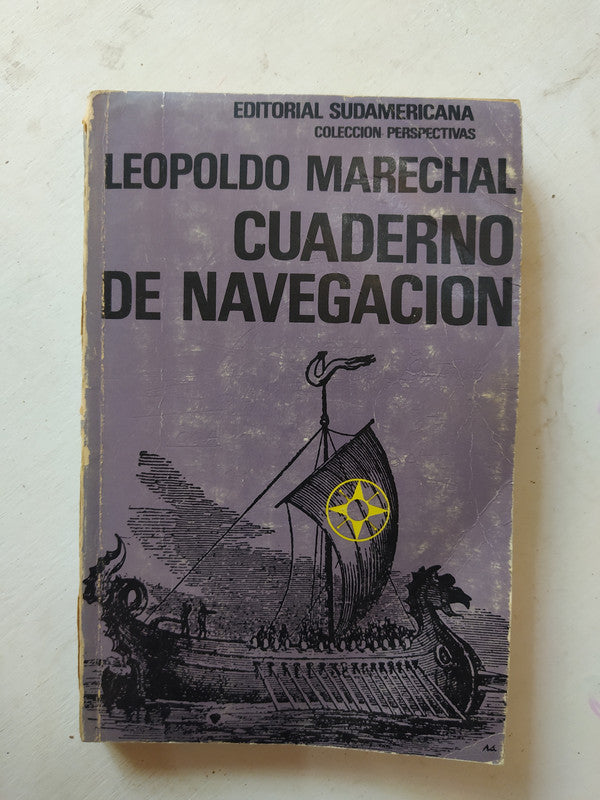 EDITORIAL SUDAMERICANA
COLECCION PERSPECTIVAS
LEOPOLDO MARECHAL
CUADERNO
DE NAVEGACION